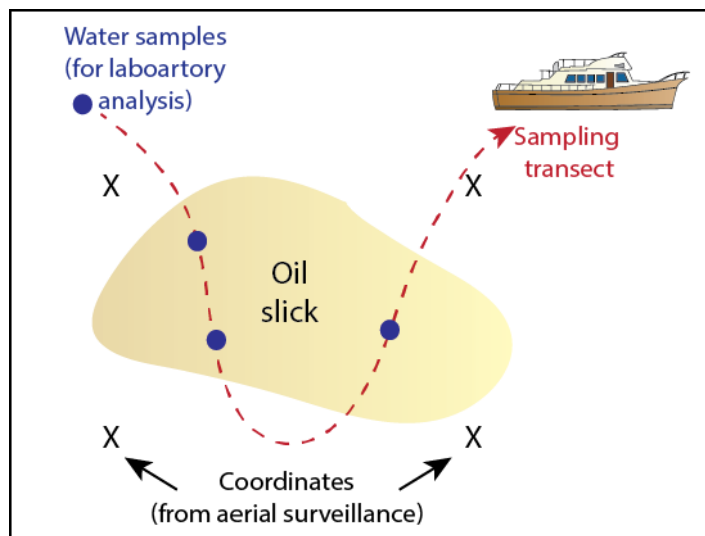 Water samples
(for laboartory
analysis)
Sampling
transect
X
X
Oil
slick
X
X
Coordinates
(from aerial surveillance)